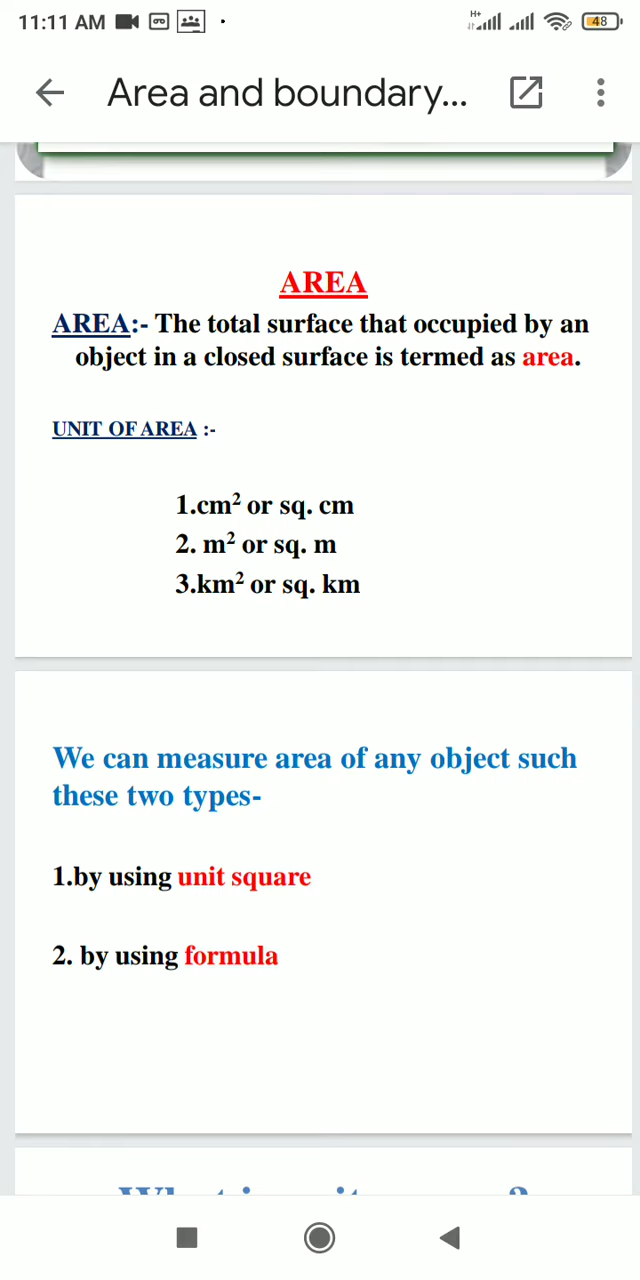 11:11 AM
H+
48
Area and boundary...
AREA
AREA:- The total surface that occupied by an
object in a closed surface is termed as area.
UNIT OF AREA :-
1.cm² or sq. cm
2. m² or sq. m
3.km² or sq. km
We can measure area of any object such
these two types-
1.by using unit square
2. by using formula